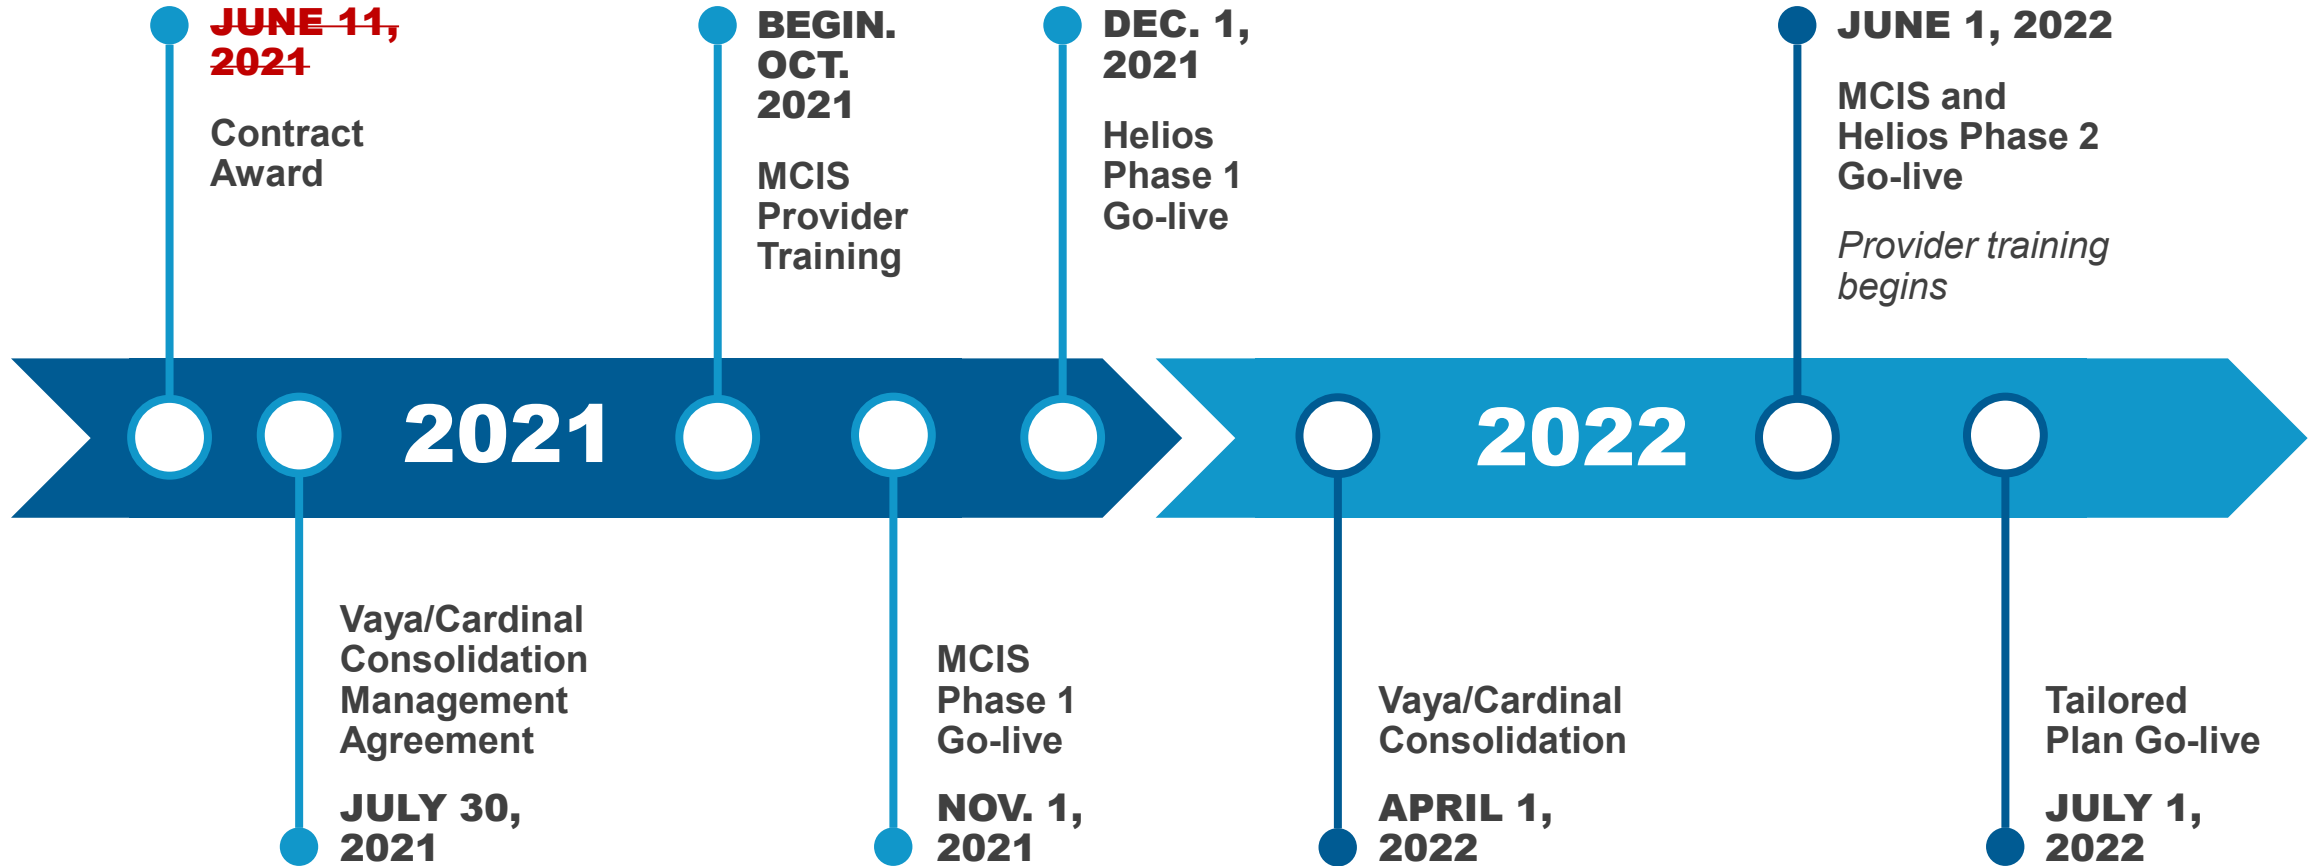 JUNE 11,
2021
Contract
Award
BEGIN.
OCT.
2021
MCIS
Provider
Training
DEC. 1,
2021
Helios
Phase 1
Go-live
JUNE 1, 2022
MCIS and
Helios Phase 2
Go-live
Provider training
begins
2021
2022
Vaya/Cardinal
Consolidation
Management
Agreement
JULY 30,
2021
MCIS
Phase 1
Go-live
NOV. 1,
2021
Vaya/Cardinal
Consolidation
APRIL 1,
2022
Tailored
Plan Go-live
JULY 1,
2022